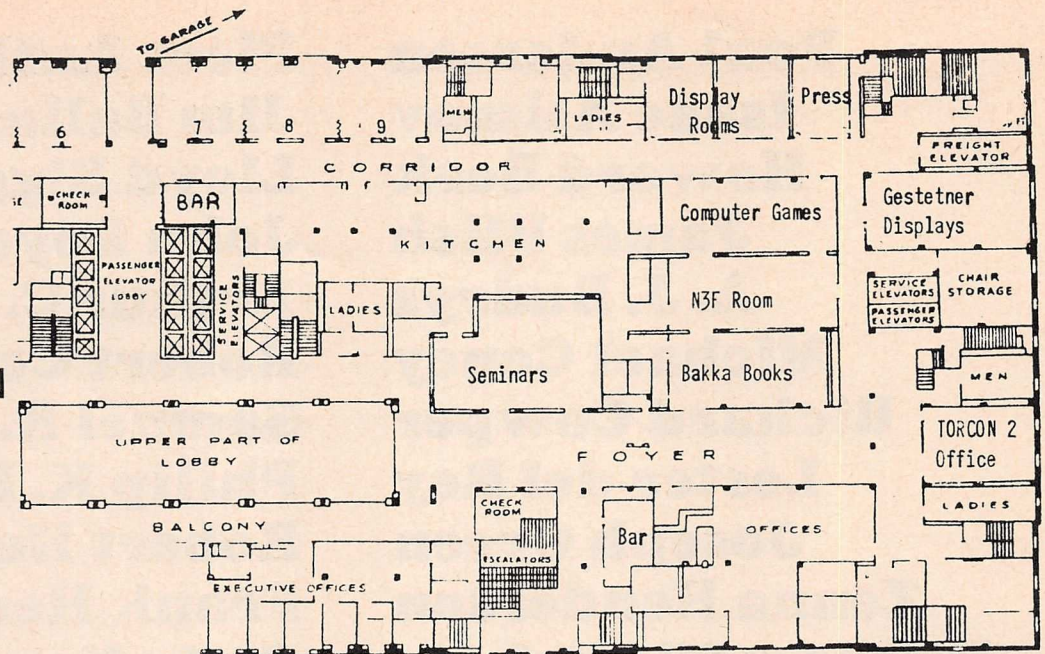 TO GARAGE
6
7
8
9
MEN
LADIES
Display
Rooms
Press
CORRIDOR
FREIGHT
ELEVATOR
CHECK
ROOM
BAR
KITCHEN
Computer Games
Gestetner
Displays
PASSENGER
ELEVATOR
LOBBY
SERVICE
ELEVATORS
LADIES
N3F Room
SERVICE
ELEVATORS
PASSENGER
ELEVATORS
CHAIR
STORAGE
Seminars
Bakka Books
MEN
UPPER PART OF
LOBBY
FOYER
TORCON 2
Office
BALCONY
CHECK
ROOM
ESCALATORS
Bar
OFFICES
LADIES
EXECUTIVE OFFICES